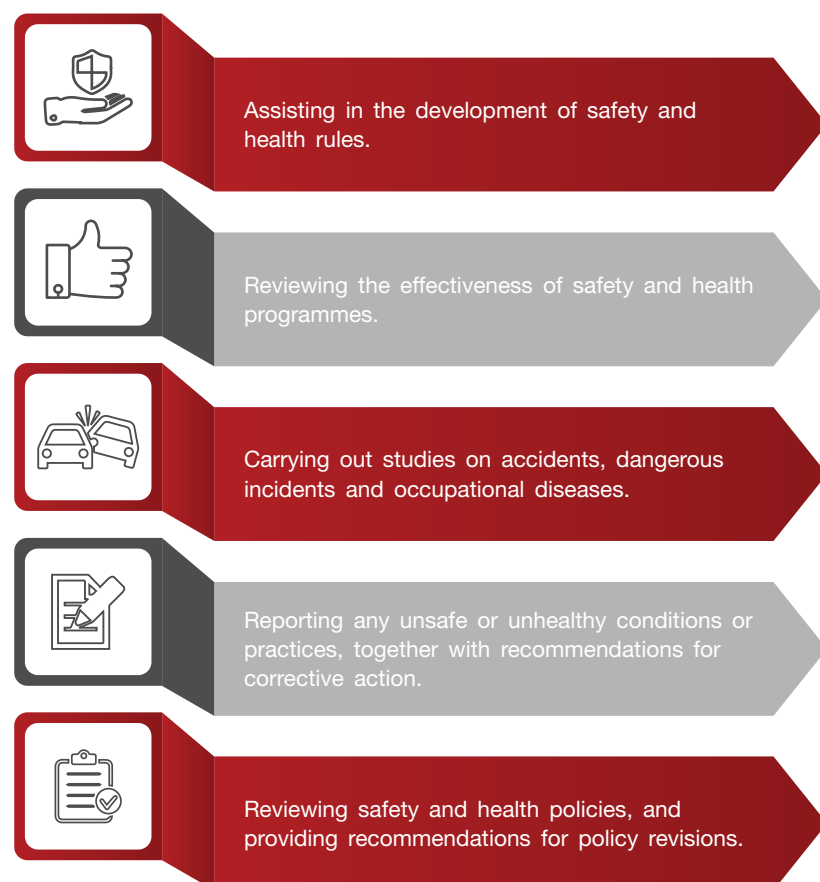 Assisting in the development of safety and
health rules.
Reviewing the effectiveness of safety and health
programmes.
Carrying out studies on accidents, dangerous
incidents and occupational diseases.
Reporting any unsafe or unhealthy conditions or
practices, together with recommendations for
corrective action.
Reviewing safety and health policies, and
providing recommendations for policy revisions.